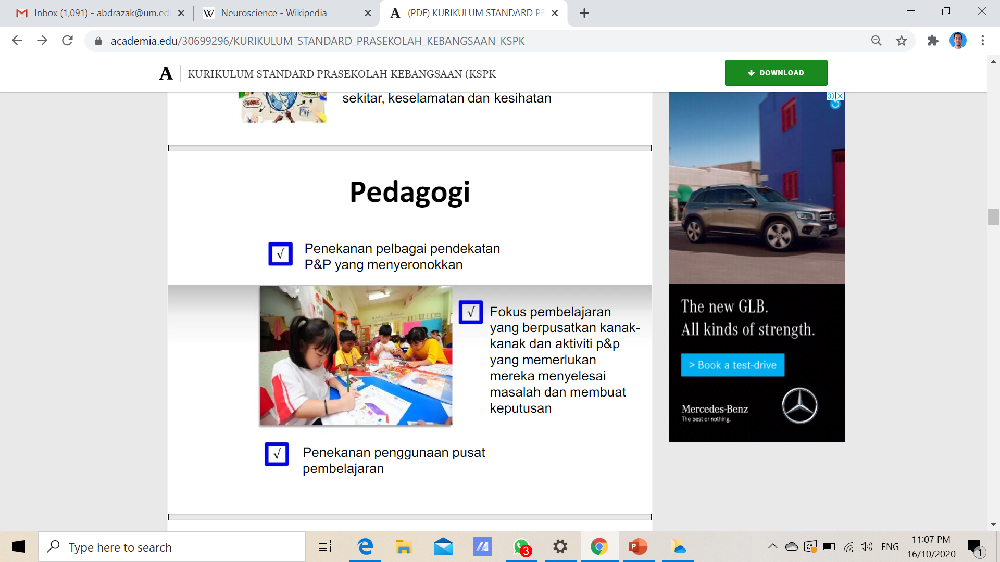 Inbox (1,091) - abdrazak@um.ed
Neuroscience - Wikipedia
(PDF) KURIKULUM STANDARD PR
academia.edu/30699296/KURIKULUM_STANDARD_PRASEKOLAH_KEBANGSAAN_KSPK
A
KURIKULUM STANDARD PRASEKOLAH KEBANGSAAN (KSPK
DOWNLOAD
PEOPLE
sekitar, keselamatan dan kesihatan
Pedagogi
√
Penekanan pelbagai pendekatan
P&P yang menyeronokkan
√
Fokus pembelajaran
yang berpusatkan kanak-
kanak dan aktiviti p&p
yang memerlukan
mereka menyelesai
masalah dan membuat
keputusan
√
Penekanan penggunaan pusat
pembelajaran
The new GLB.
All kinds of strength.
> Book a test-drive
Mercedes-Benz
The best or nothing.
Type here to search
3
ENG
11:07 PM
16/10/2020
1